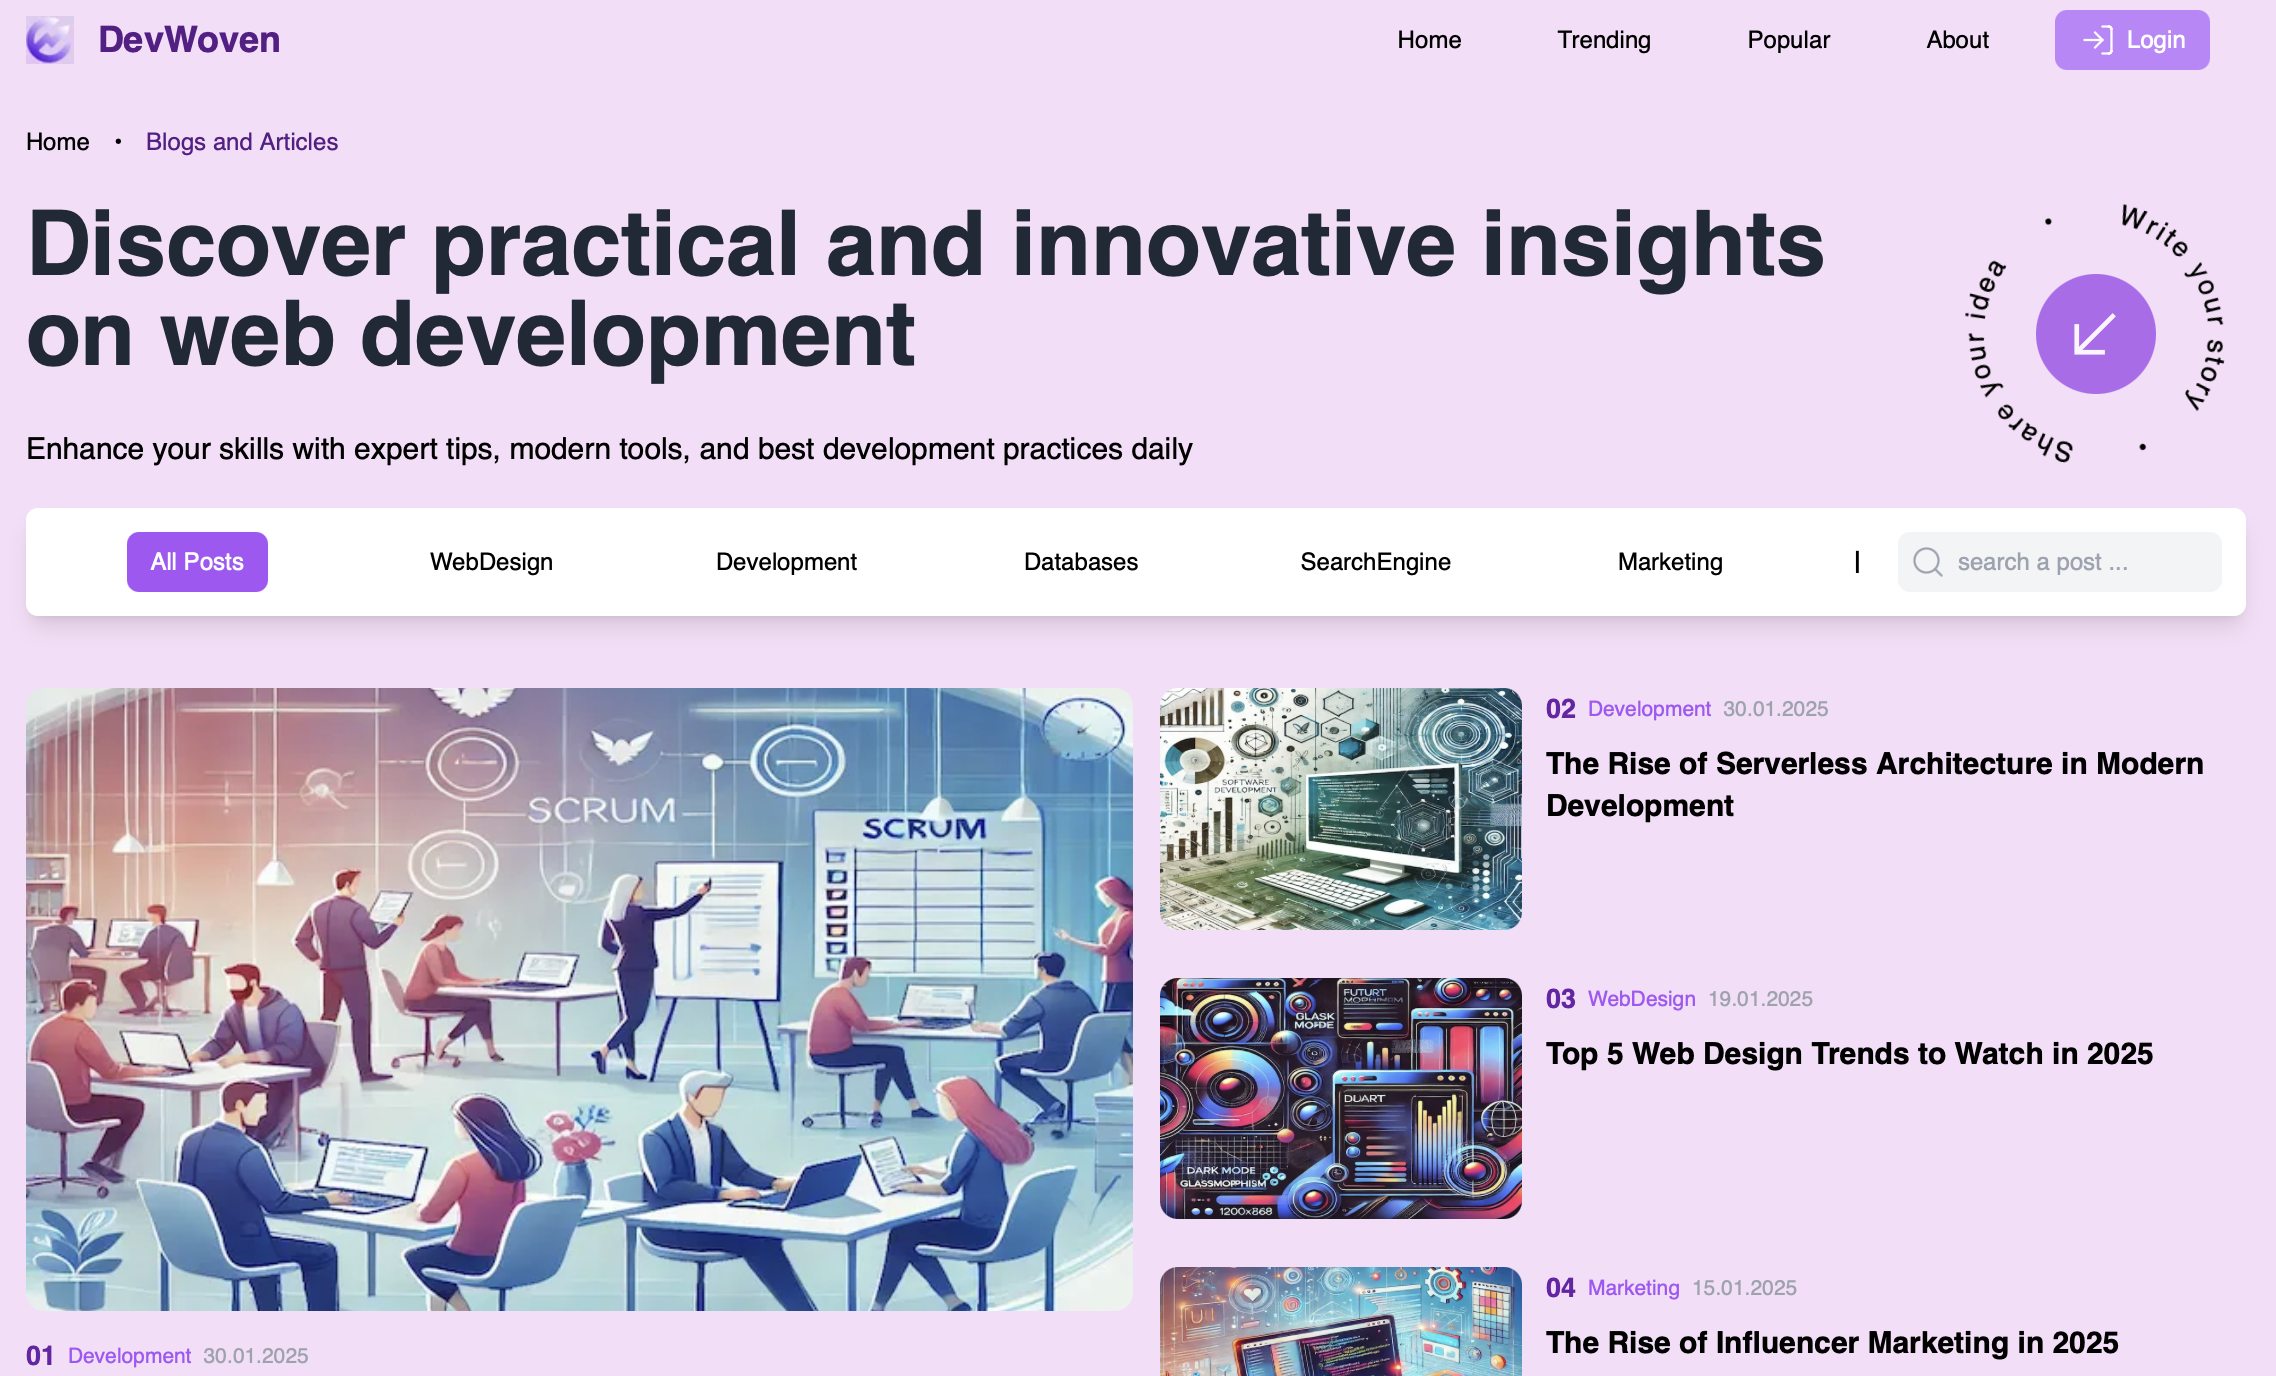 DevWoven
Home Trending Popular About Login
Home • Blogs and Articles
Discover practical and innovative insights
on web development
Write your story • Share your idea •
Enhance your skills with expert tips, modern tools, and best development practices daily
All Posts WebDesign Development Databases SearchEngine Marketing | search a post ...
SCRUM
SCRUM
SOFTWARE
DEVELOPMENT
02 Development 30.01.2025
The Rise of Serverless Architecture in Modern
Development
FUTURT
MORPHINISM
GLASK
MODE
DUART
DARK MODE
GLASSMOPHISM
1200x868
03 WebDesign 19.01.2025
Top 5 Web Design Trends to Watch in 2025
UI
04 Marketing 15.01.2025
The Rise of Influencer Marketing in 2025
01 Development 30.01.2025